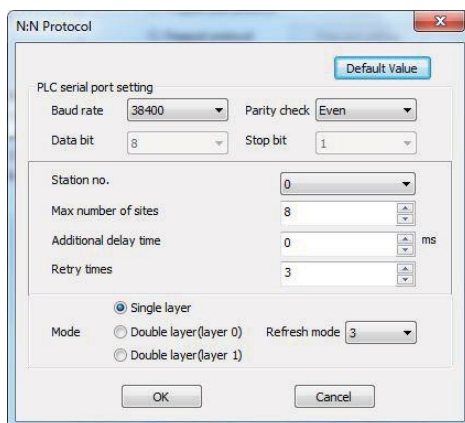 N:N Protocol
Default Value
PLC serial port setting
Baud rate 38400 Parity check Even
Data bit 8 Stop bit 1
Station no. 0
Max number of sites 8
Additional delay time 0 ms
Retry times 3
Single layer
Mode Double layer(layer 0) Refresh mode 3
Double layer(layer 1)
OK Cancel